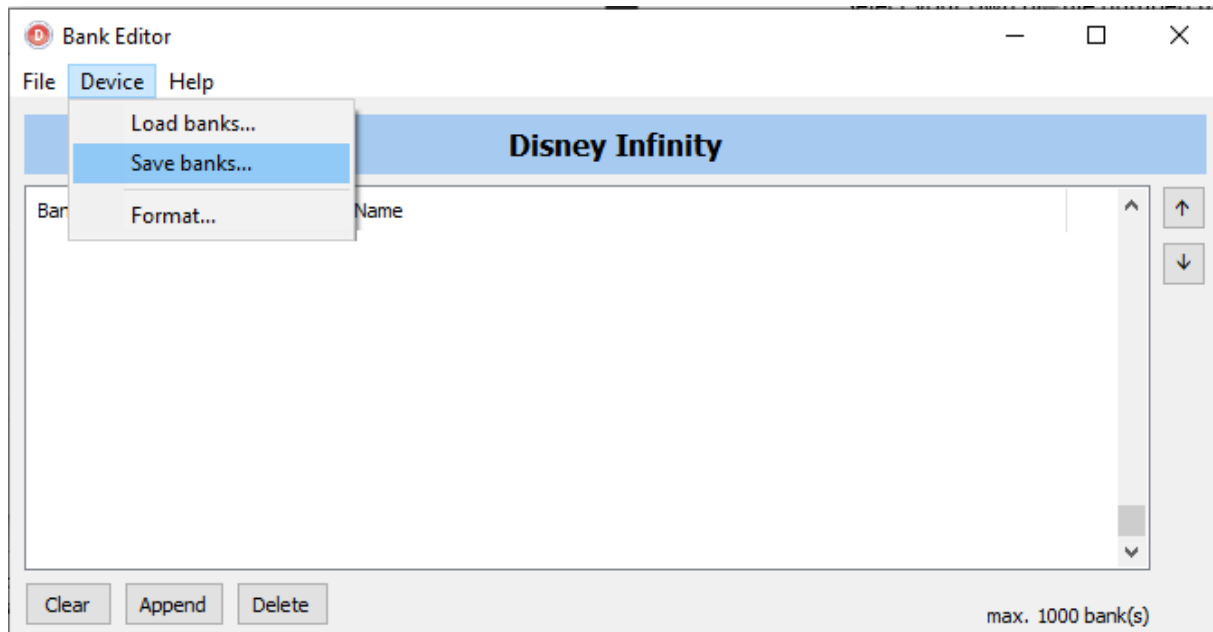 Bank Editor
File Device Help
Load banks...
Save banks...
Format...
Disney Infinity
Name
Clear Append Delete
max. 1000 bank(s)